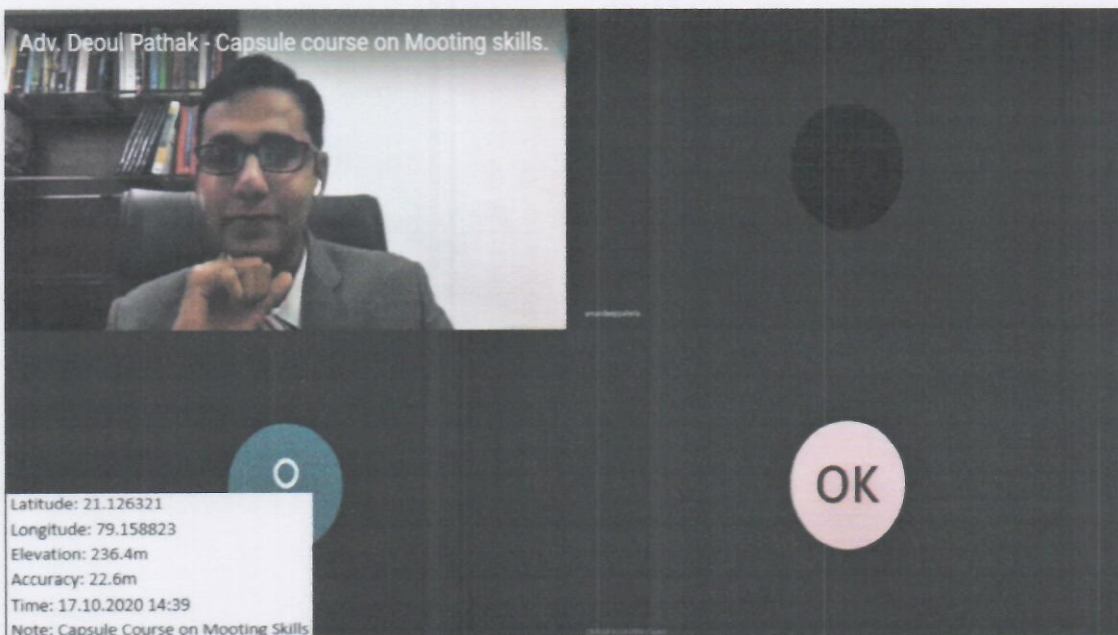 Adv. Deoul Pathak - Capsule course on Mooting skills.
O
OK
Latitude: 21.126321
Longitude: 79.158823
Elevation: 236.4m
Accuracy: 22.6m
Time: 17.10.2020 14:39
Note: Capsule Course on Mooting Skills